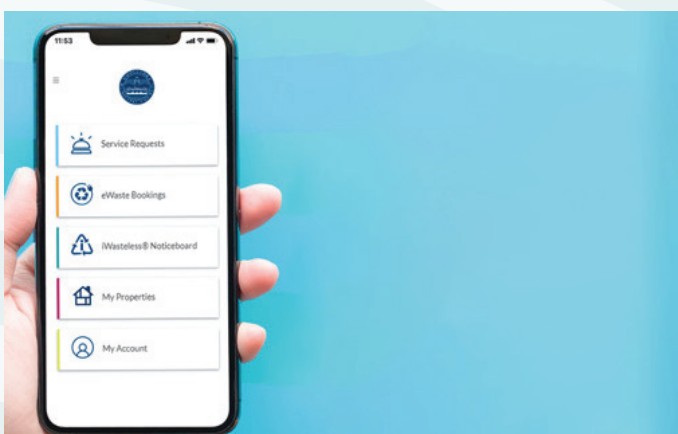 11:53
Service Requests
eWaste Bookings
iWasteless® Noticeboard
My Properties
My Account